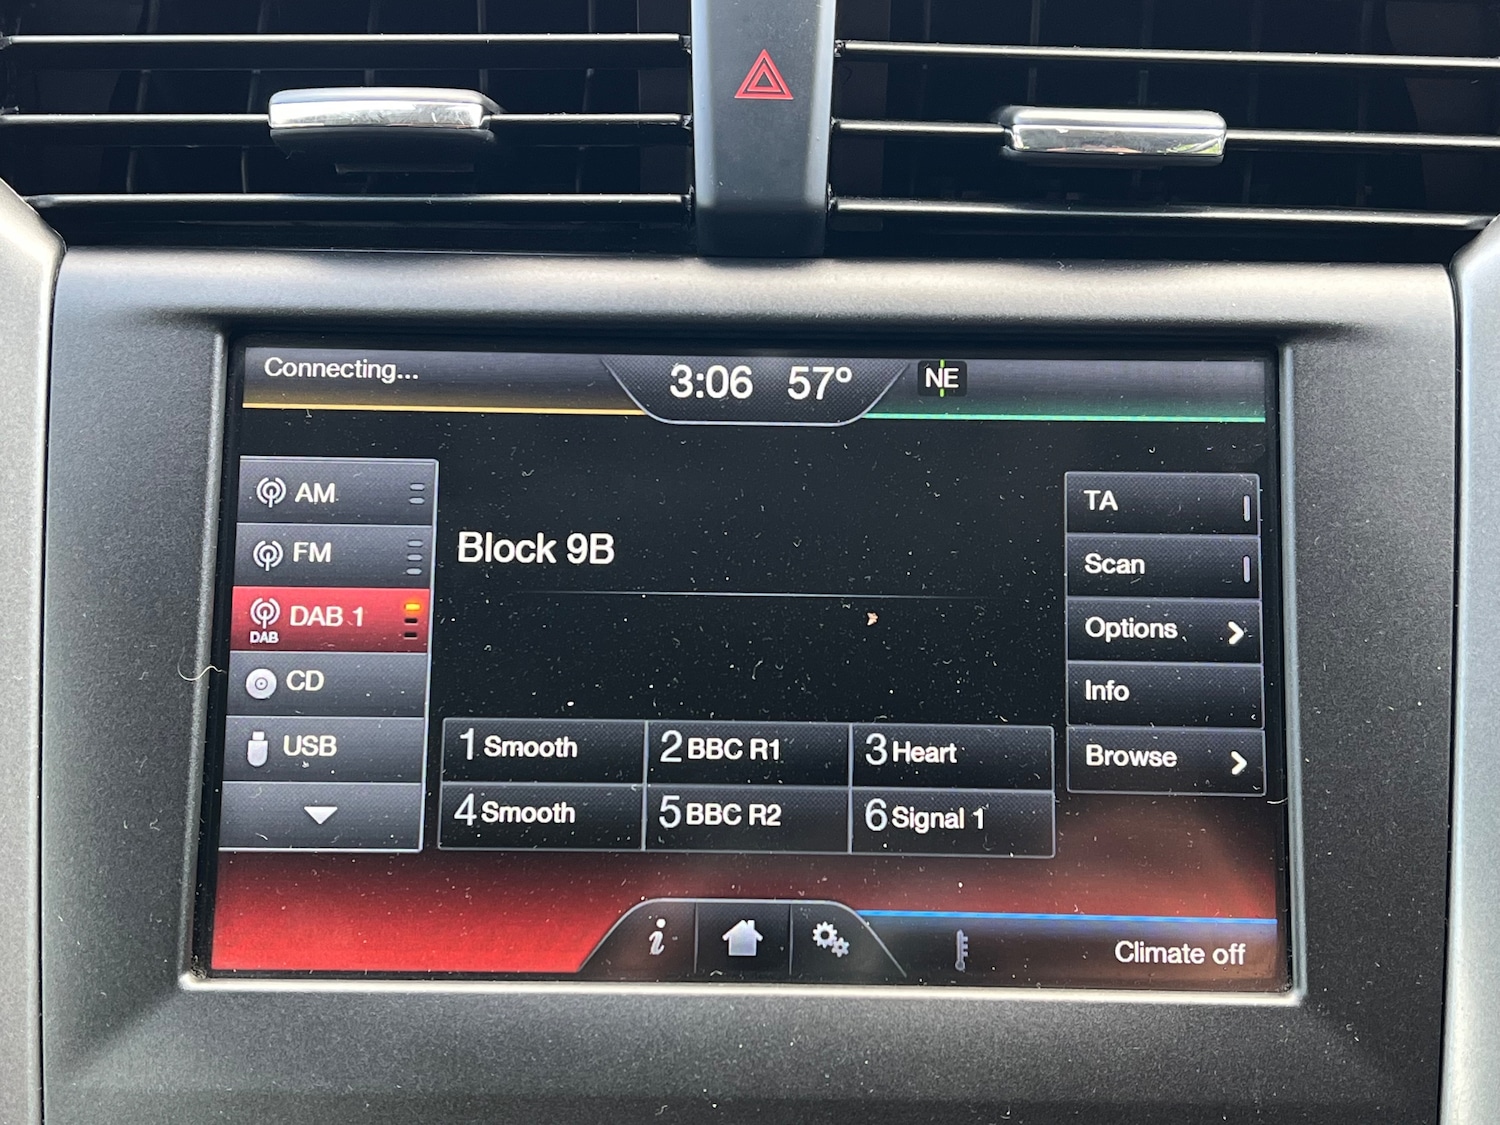 Connecting...
3:06 57° NE
AM
FM
DAB DAB 1
CD
USB
Block 9B
TA
Scan
Options
Info
Browse
1 Smooth 2 BBC R1 3 Heart
4 Smooth 5 BBC R2 6 Signal 1
i
Climate off